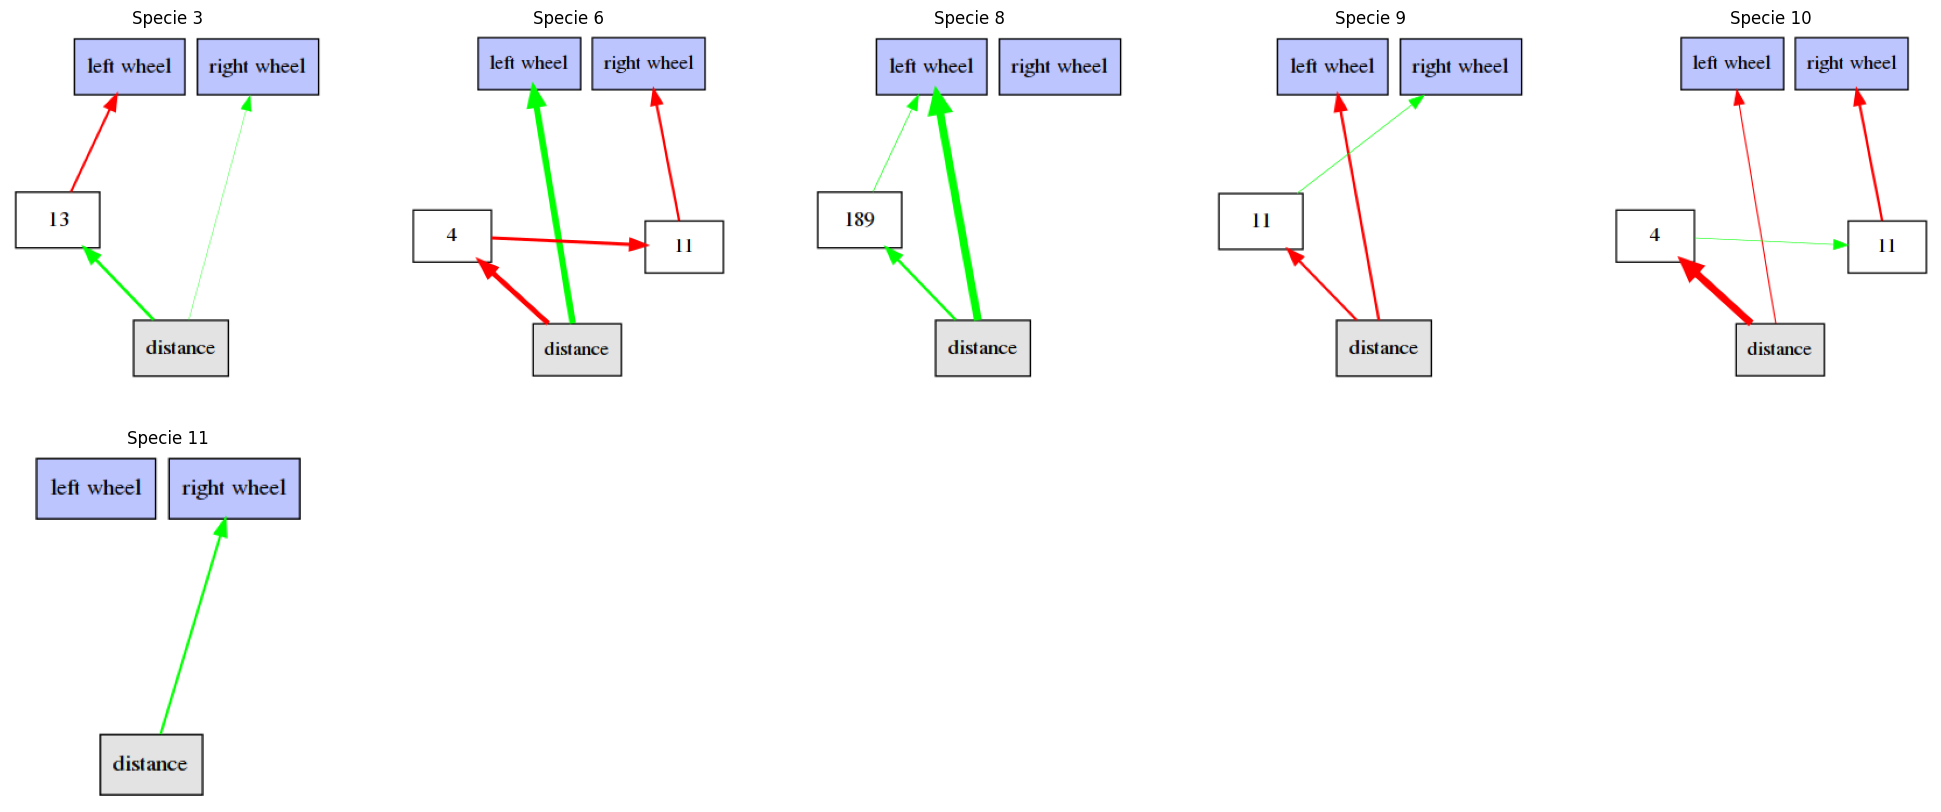 Specie 3
left wheel right wheel
13
distance
Specie 6
left wheel right wheel
4 11
distance
Specie 8
left wheel right wheel
189
distance
Specie 9
left wheel right wheel
11
distance
Specie 10
left wheel right wheel
4 11
distance
Specie 11
left wheel right wheel
distance